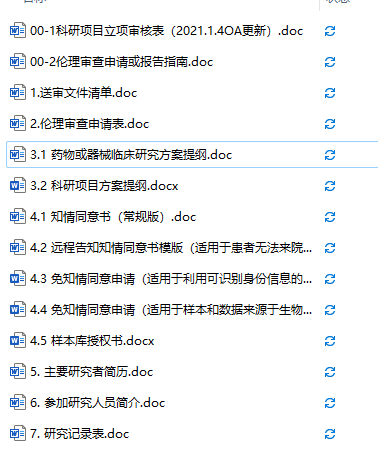 00-1科研项目立项审核表（2021.1.4OA更新）.doc
00-2伦理审查申请或报告指南.doc
1.送审文件清单.doc
2.伦理审查申请表.doc
3.1 药物或器械临床研究方案提纲.doc
3.2 科研项目方案提纲.docx
4.1 知情同意书（常规版）.doc
4.2 远程告知知情同意书模版（适用于患者无法来院...
4.3 免知情同意申请（适用于利用可识别身份信息的...
4.4 免知情同意申请（适用于样本和数据来源于生物...
4.5 样本库授权书.docx
5. 主要研究者简历.doc
6. 参加研究人员简介.doc
7. 研究记录表.doc